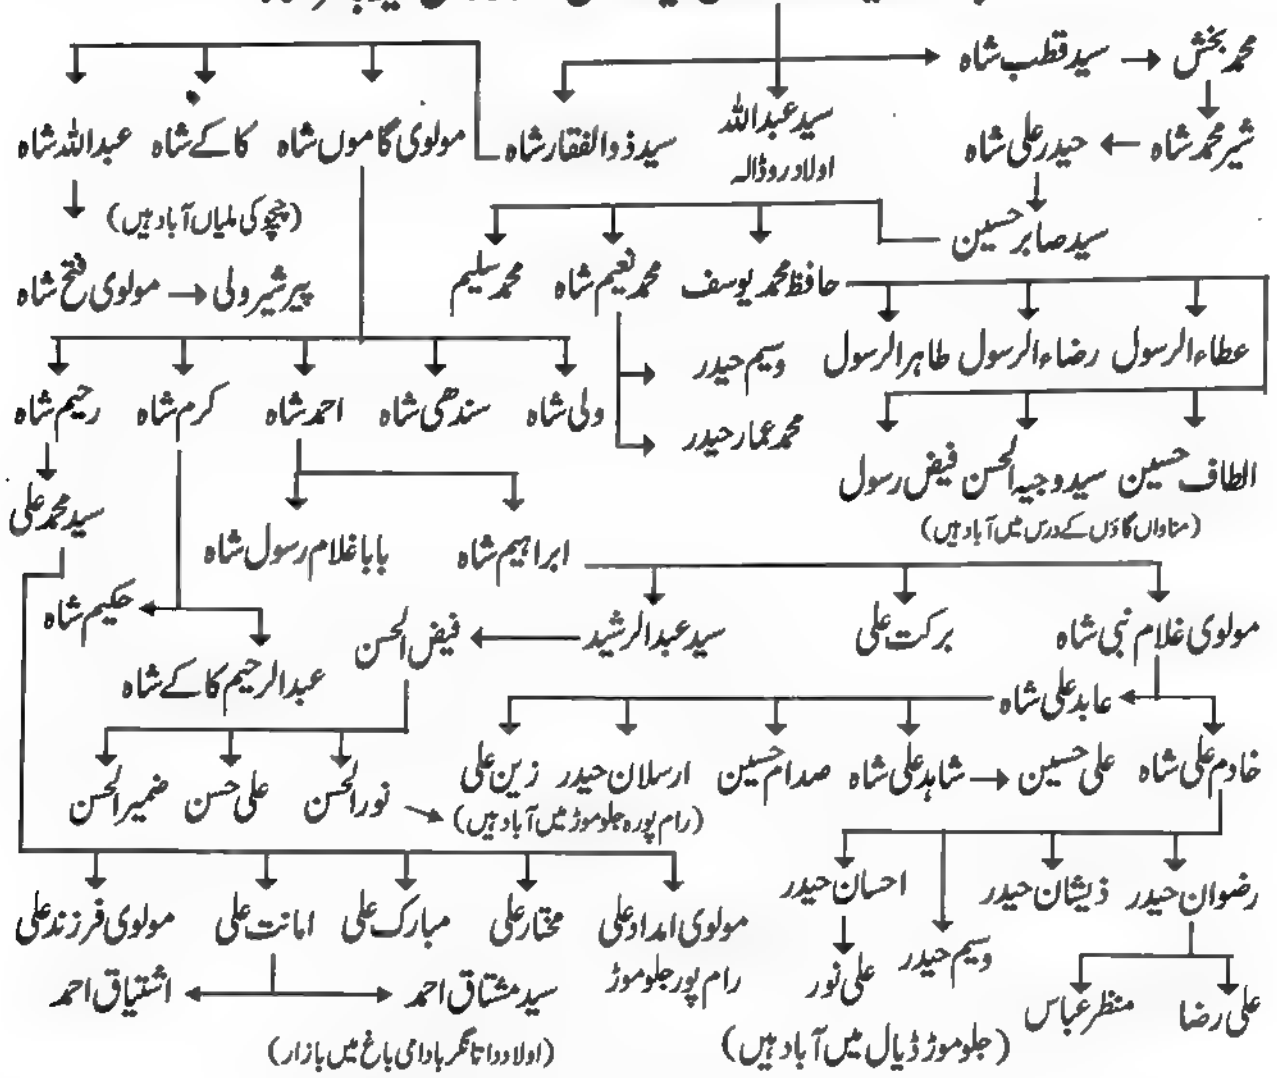 محمد بخش سید قطب شاہ
سید عبداللہ
شیر محمد شاہ حیدر علی شاہ سید ذوالفقار شاہ مولوی گاموں شاہ کاکے شاہ عبداللہ شاہ
اولاد روڈالہ
(پیچو کی ملیاں آباد ہیں)
سید صابر حسین
حافظ محمد یوسف محمد نعیم شاہ محمد سلیم پیر شیر ولی مولوی فتح شاہ
عطاء الرسول رضاء الرسول طاہر الرسول وسیم حیدر
ولی شاہ سندھی شاہ احمد شاہ کرم شاہ رحیم شاہ
محمد عمار حیدر
الطاف حسین سید وجیہ الحسن فیض رسول
سید محمد علی
(مناواں گاؤں کے درس میں آباد ہیں)
ابراہیم شاہ بابا غلام رسول شاہ
حکیم شاہ
مولوی غلام نبی شاہ برکت علی سید عبدالرشید فیض الحسن
عبدالرحیم کاکے شاہ
عابد علی شاہ
خادم علی شاہ علی حسین شاہد علی شاہ صدام حسین ارسلان حیدر زین علی
نور الحسن علی حسن ضمیر الحسن
(رام پورہ جلو موڑ میں آباد ہیں)
رضوان حیدر ذیشان حیدر احسان حیدر
مولوی امداد علی مختار علی مبارک علی امانت علی مولوی فرزند علی
وسیم حیدر
رام پور جلو موڑ
علی نور
سید مشتاق احمد اشتیاق احمد
علی رضا منظر عباس
(جلو موڑ ڈیال میں آباد ہیں)
(اولاد داتا نگر بادامی باغ میں بازار)